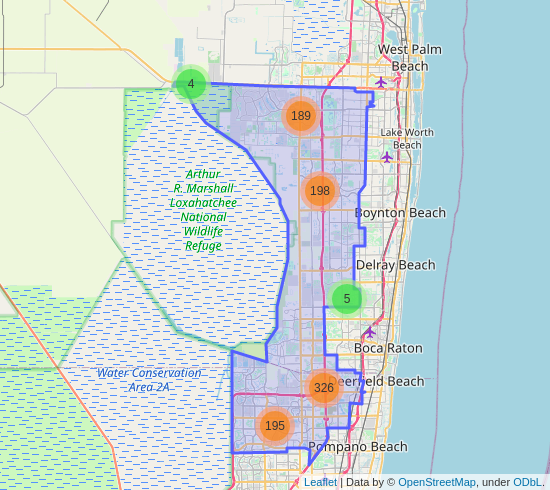 West Palm
Beach
4
189
Lake Worth
Beach
Arthur
R. Marshall
Loxahatchee
National
Wildlife
Refuge
198
Boynton Beach
Delray Beach
5
Boca Raton
Water Conservation
Area 2A
326
eerfield Beach
195
Pompano Beach
Leaflet | Data by © OpenStreetMap, under ODbL.